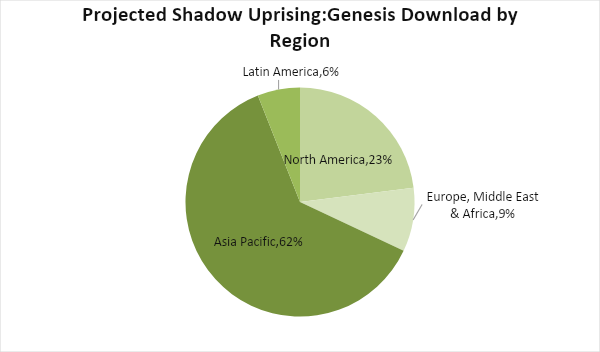 Projected Shadow Uprising:Genesis Download by
Region
Latin America,6%
North America,23%
Europe, Middle East
& Africa,9%
Asia Pacific,62%